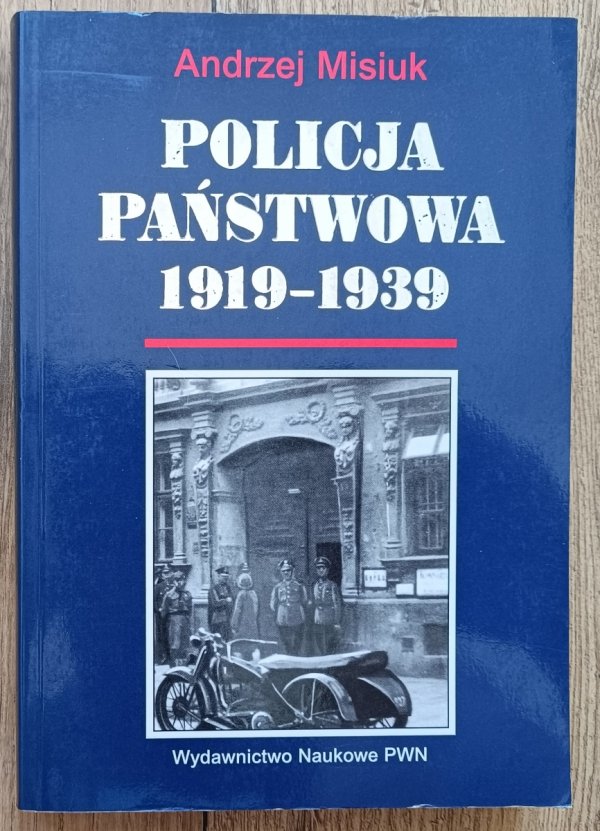 Andrzej Misiuk
POLICJA
PAŃSTWOWA
1919–1939
Wydawnictwo Naukowe PWN